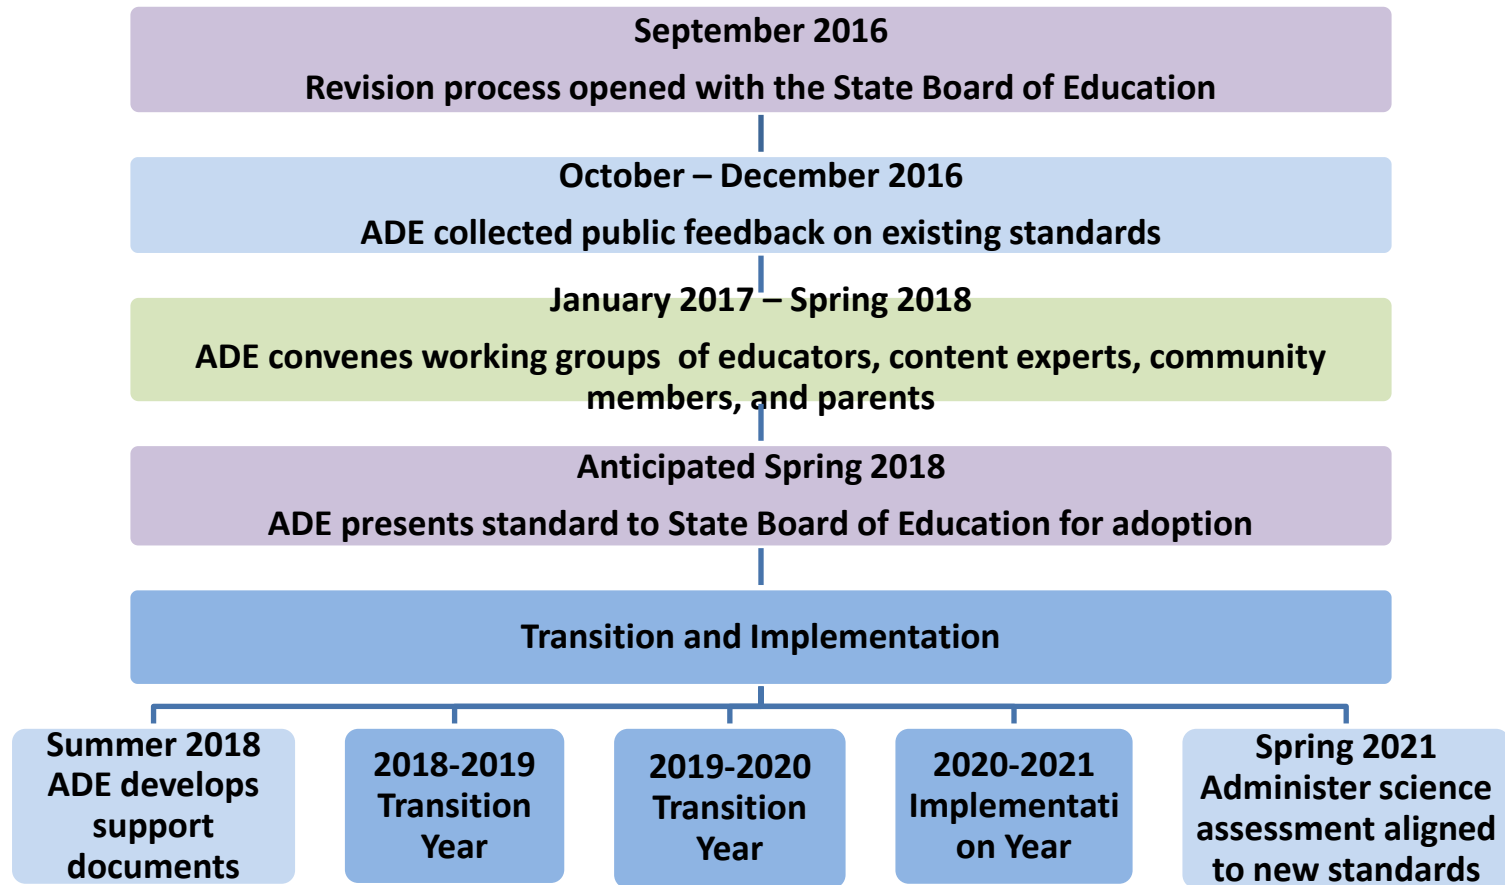 September 2016
Revision process opened with the State Board of Education
October – December 2016
ADE collected public feedback on existing standards
January 2017 – Spring 2018
ADE convenes working groups of educators, content experts, community
members, and parents
Anticipated Spring 2018
ADE presents standard to State Board of Education for adoption
Transition and Implementation
Summer 2018
ADE develops
support
documents
2018-2019
Transition
Year
2019-2020
Transition
Year
2020-2021
Implementati
on Year
Spring 2021
Administer science
assessment aligned
to new standards